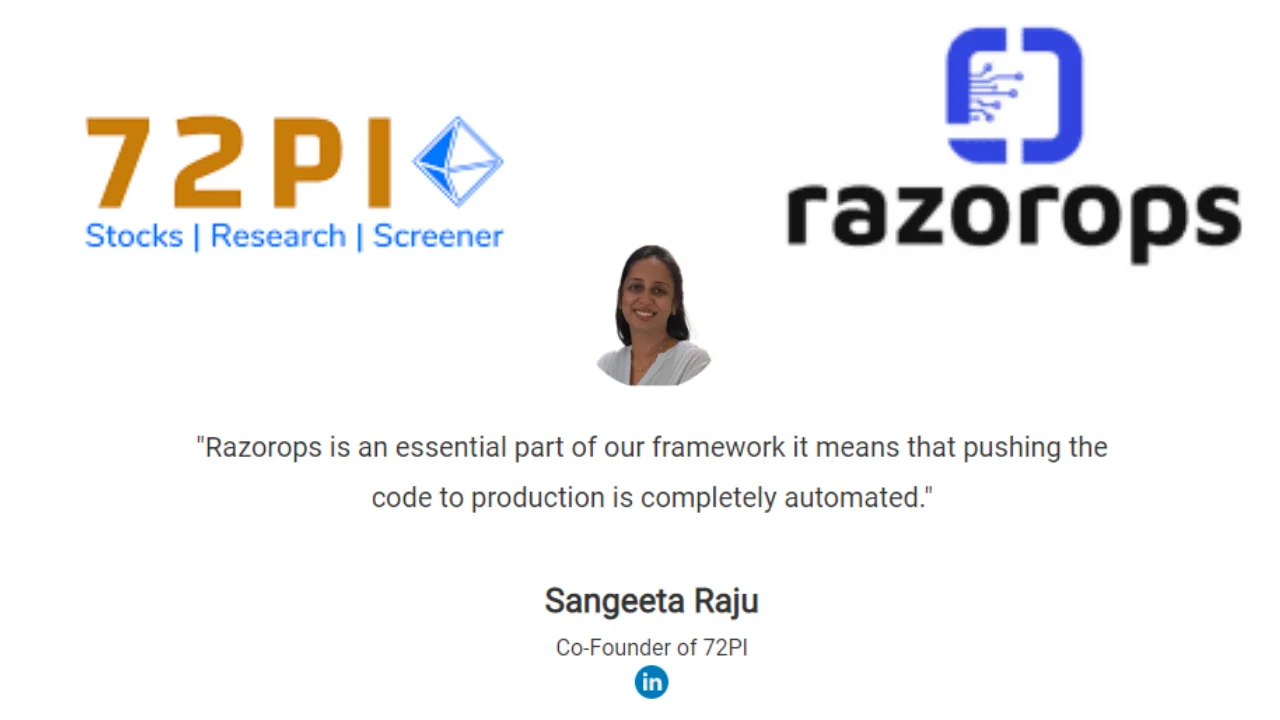 72PI
Stocks | Research | Screener
razorops
"Razorops is an essential part of our framework it means that pushing the
code to production is completely automated."
Sangeeta Raju
Co-Founder of 72PI
in